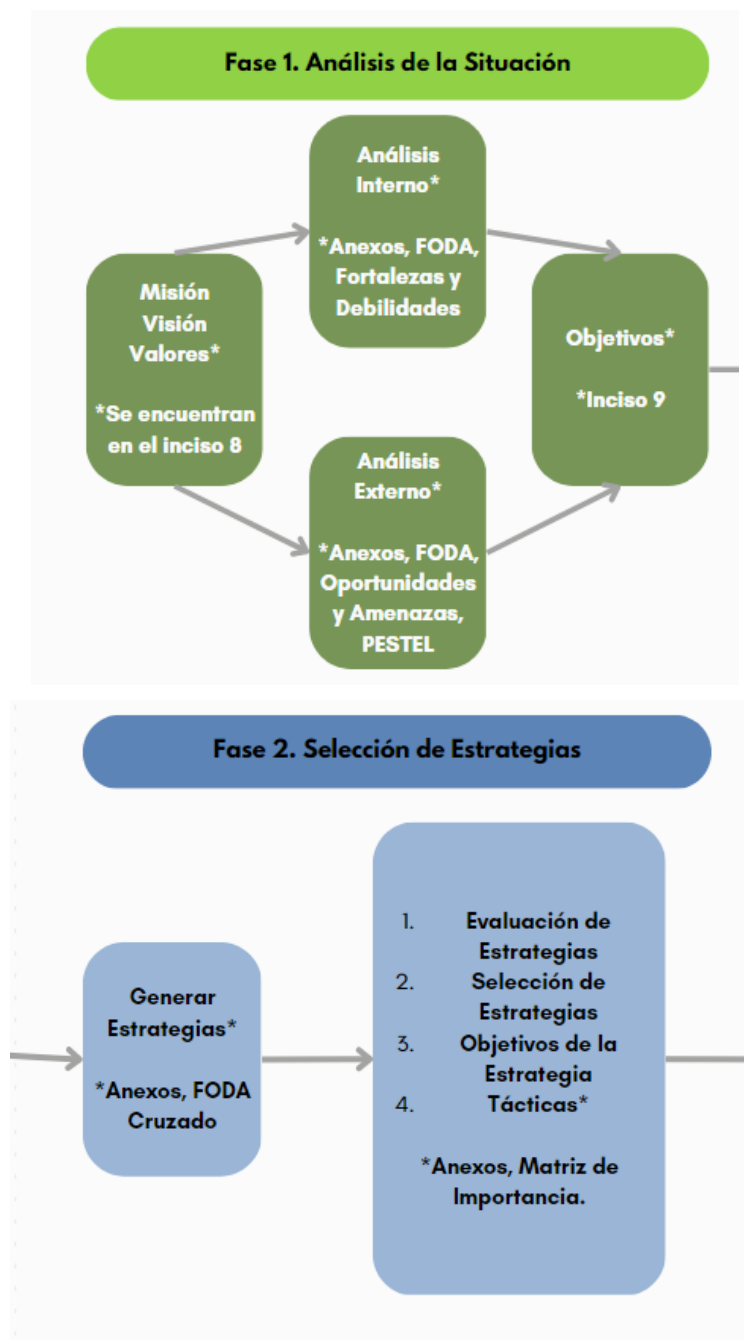 Fase 1. Análisis de la Situación
Análisis
Interno*
*Anexos, FODA,
Fortalezas y
Debilidades
Misión
Visión
Valores*
*Se encuentran
en el inciso 8
Objetivos*
*Inciso 9
Análisis
Externo*
*Anexos, FODA,
Oportunidades
y Amenazas,
PESTEL
Fase 2. Selección de Estrategias
Generar
Estrategias*
*Anexos, FODA
Cruzado
1. Evaluación de
Estrategias
2. Selección de
Estrategias
3. Objetivos de la
Estrategia
4. Tácticas*
*Anexos, Matriz de
Importancia.